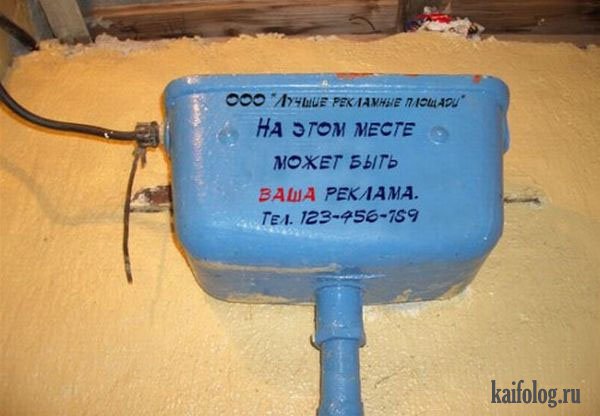 ООО "Лучшие рекламные площади"
На этом месте
может быть
ваша реклама.
Тел. 123-456-789
kaifolog.ru